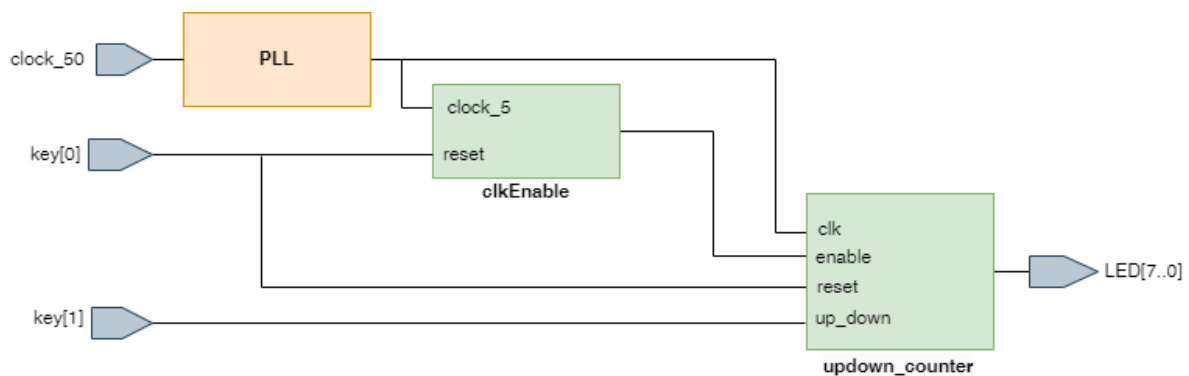 clock_50
PLL
clock_5
key[0]
reset
clkEnable
clk
enable
LED[7..0]
reset
key[1]
up_down
updown_counter